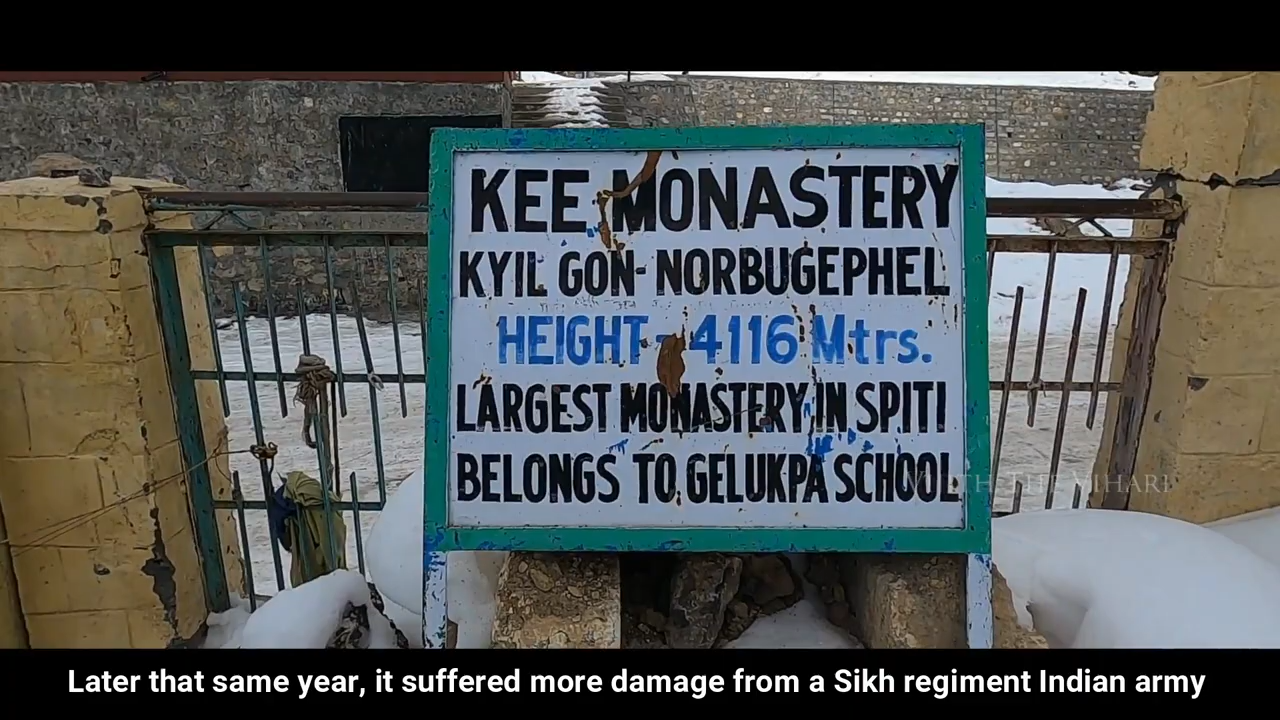 KEE MONASTERY
KYIL GON- NORBUGEPHEL
HEIGHT - 4116 Mtrs.
LARGEST MONASTERY IN SPITI
BELONGS TO GELUKPA SCHOOL
VIHARI
Later that same year, it suffered more damage from a Sikh regiment Indian army